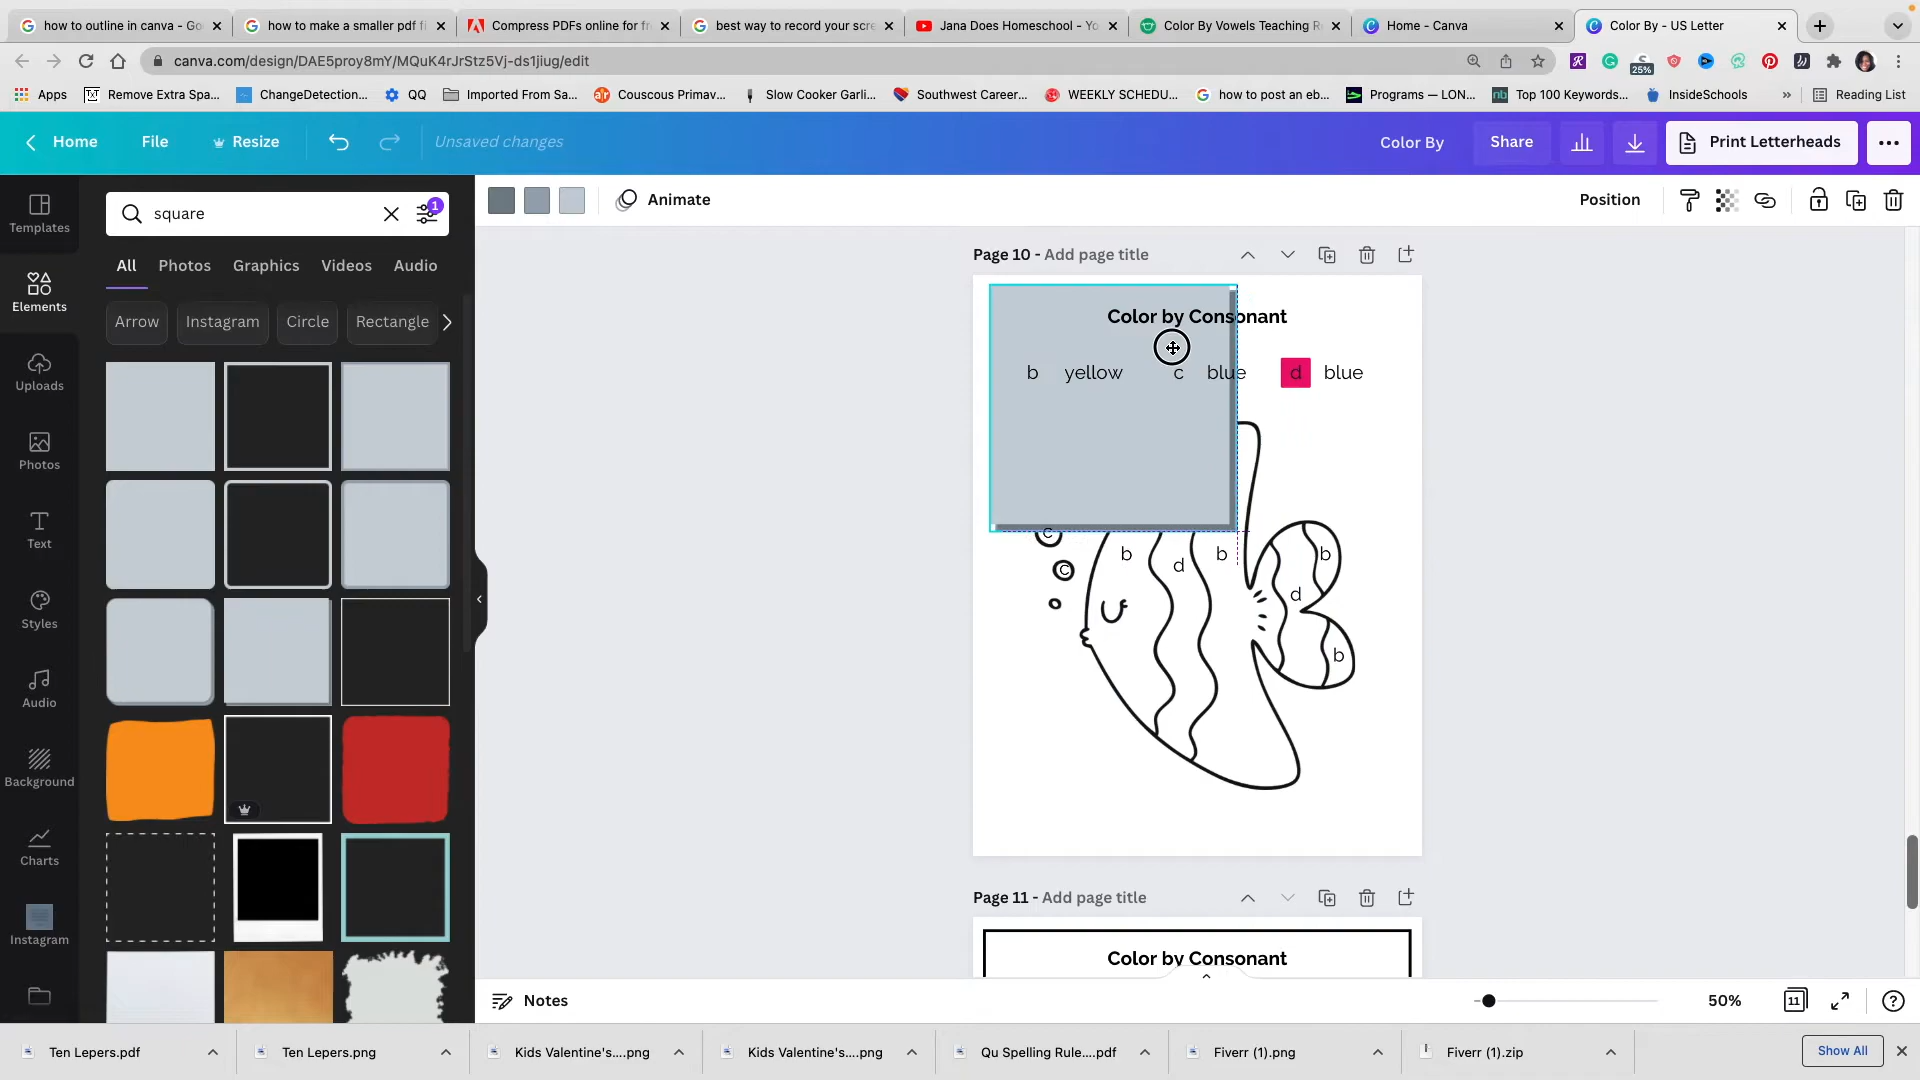 how to outline in canva - Go
how to make a smaller pdf fi
Compress PDFs online for fr
best way to record your scre
Jana Does Homeschool - Yo
Color By Vowels Teaching R
Home - Canva
Color By - US Letter
canva.com/design/DAE5proy8mY/MQuK4rJrStz5Vj-ds1jiug/edit
25%
Apps
Remove Extra Spa...
ChangeDetection...
QQ
Imported From Sa...
Couscous Primav...
Slow Cooker Garli...
Southwest Career...
WEEKLY SCHEDU...
how to post an eb...
Programs — LON...
Top 100 Keywords...
InsideSchools
Reading List
Home
File
Resize
Unsaved changes
Color By
Share
Print Letterheads
Templates
Elements
Uploads
Photos
Text
Styles
Audio
Background
Charts
Instagram
square
1
All
Photos
Graphics
Videos
Audio
Arrow
Instagram
Circle
Rectangle
Animate
Position
Page 10 - Add page title
Color by Consonant
b yellow c blue d blue
c
c
b
d
b
b
d
b
Page 11 - Add page title
Color by Consonant
Notes
50%
11
Ten Lepers.pdf
Ten Lepers.png
Kids Valentine's....png
Kids Valentine's....png
Qu Spelling Rule....pdf
Fiverr (1).png
Fiverr (1).zip
Show All